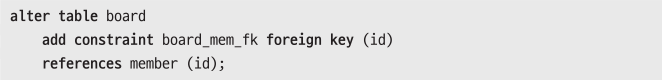 alter table board
    add constraint board_mem_fk foreign key (id)
    references member (id);